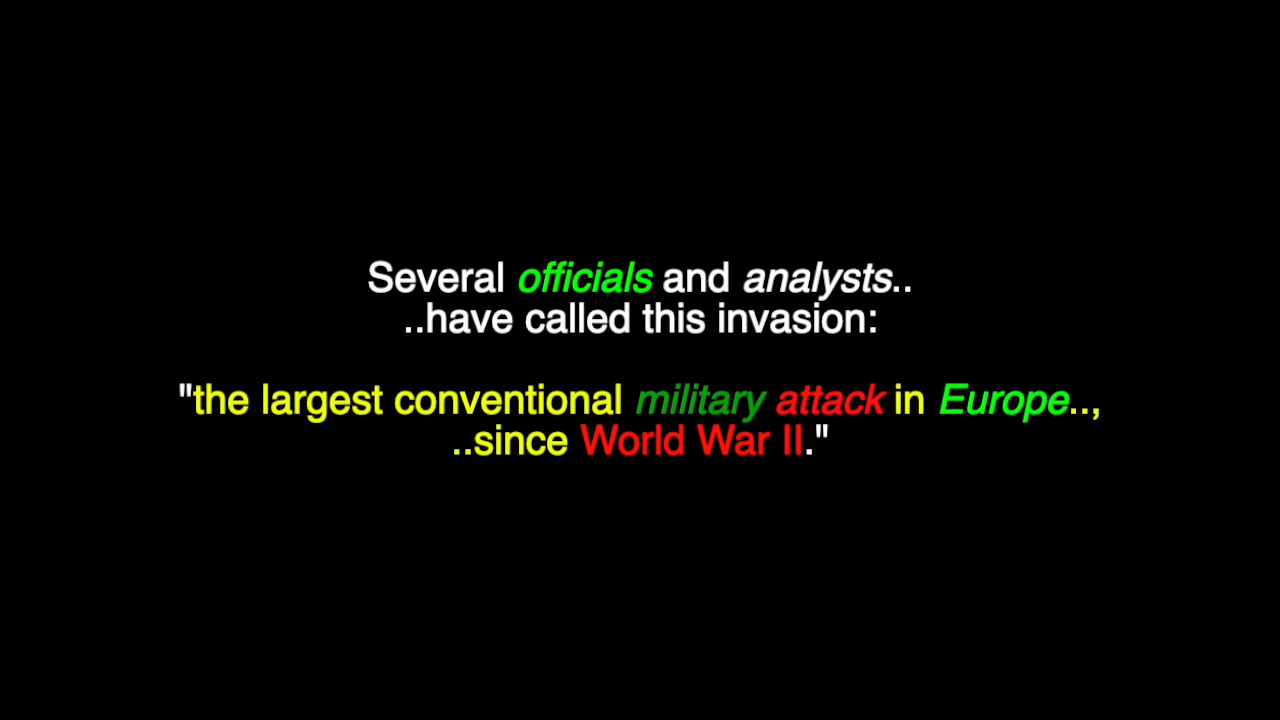 Several officials and analysts..
..have called this invasion:
"the largest conventional military attack in Europe..,
..since World War II."